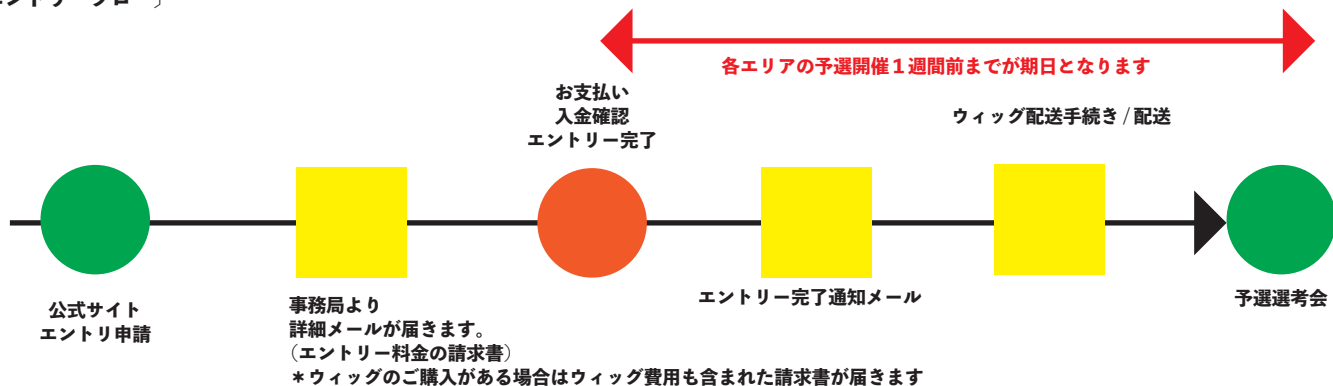 各エリアの予選開催１週間前までが期日となります
お支払い
入金確認
エントリー完了
ウィッグ配送手続き / 配送
公式サイト
エントリ申請
事務局より
詳細メールが届きます。
（エントリー料金の請求書）
＊ウィッグのご購入がある場合はウィッグ費用も含まれた請求書が届きます
エントリー完了通知メール
予選選考会